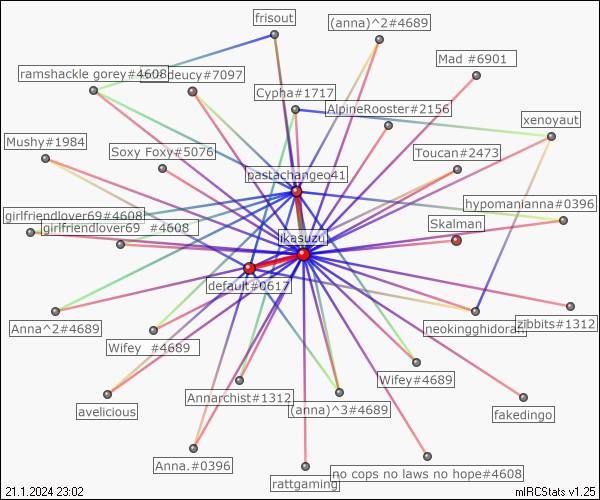 frisout
(anna)^2#4689
Mad #6901
ramshackle gorey#4608
deucy#7097
Cypha#1717
AlpineRooster#2156
xenoyaut
Mushy#1984
Soxy Foxy#5076
Toucan#2473
pastachangeo41
hypomanianna#0396
girlfriendlover69#4608
girlfriendlover69 #4608
Skalman
ikasuzu
default#0617
Anna^2#4689
neokingghidorah
zibbits#1312
Wifey #4689
Wifey#4689
Annarchist#1312
avelicious
(anna)^3#4689
fakedingo
Anna.#0396
rattgaming
no cops no laws no hope#4608
21.1.2024 23:02
mIRCStats v1.25